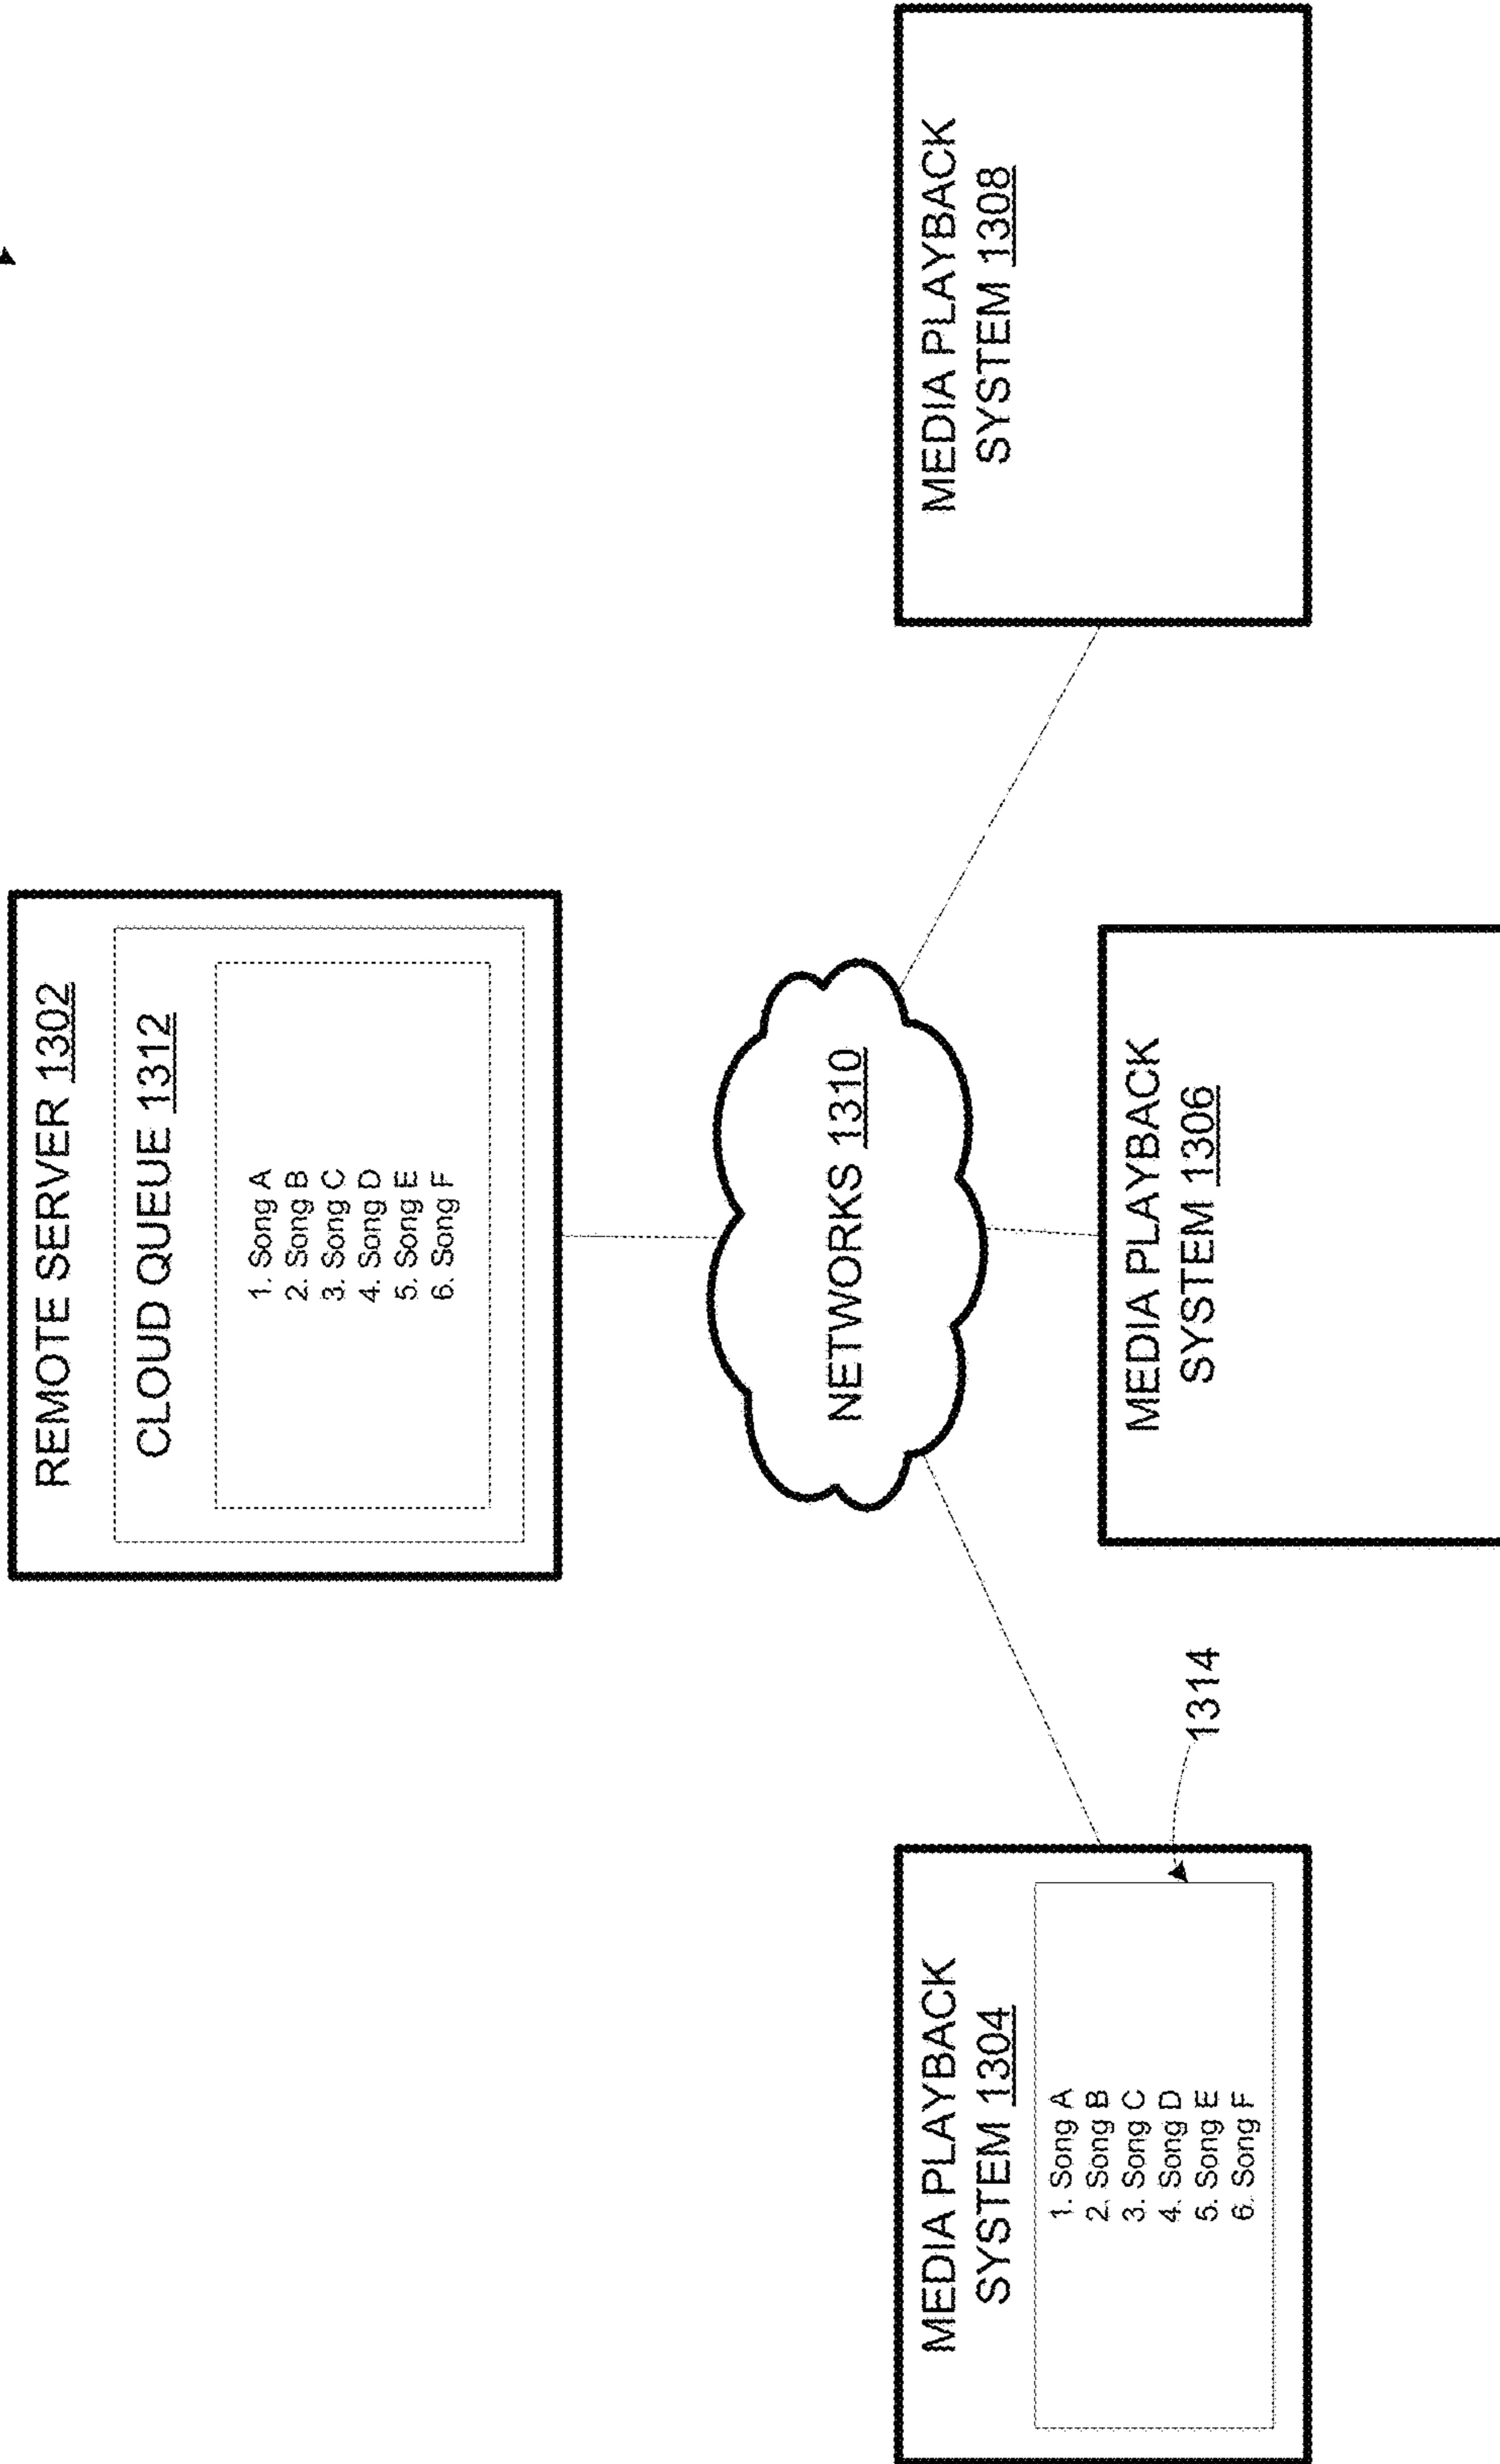 REMOTE SERVER 1302
CLOUD QUEUE 1312
1. Song A
2. Song B
3. Song C
4. Song D
5. Song E
6. Song F
NETWORKS 1310
MEDIA PLAYBACK
SYSTEM 1304
1. Song A
2. Song B
3. Song C
4. Song D
5. Song E
6. Song F
1314
MEDIA PLAYBACK
SYSTEM 1306
MEDIA PLAYBACK
SYSTEM 1308